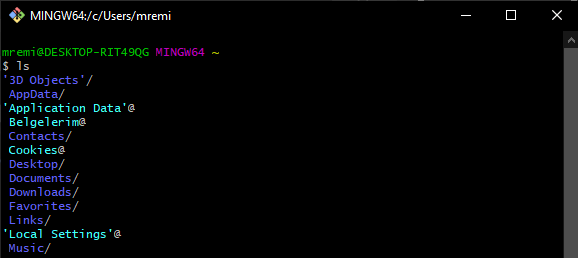 MINGW64:/c/Users/mremi
mremi@DESKTOP-RIT49QG MINGW64 ~
$ ls
'3D Objects'/
AppData/
'Application Data'@
Belgelerim@
Contacts/
Cookies@
Desktop/
Documents/
Downloads/
Favorites/
Links/
'Local Settings'@
Music/